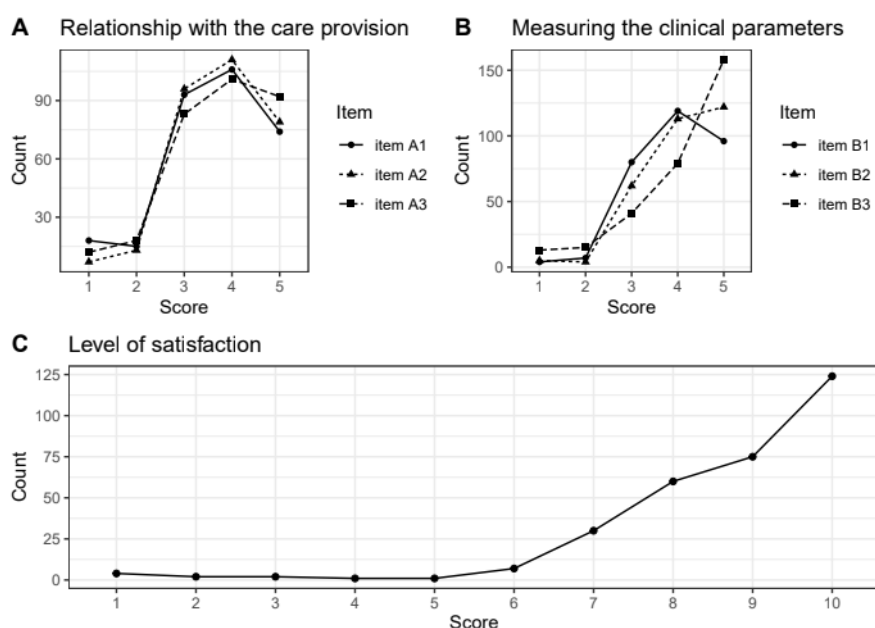 A Relationship with the care provision
Count
90
60
30
1 2 3 4 5
Score
Item
item A1
item A2
item A3
B Measuring the clinical parameters
Count
150
100
50
0
1 2 3 4 5
Score
Item
item B1
item B2
item B3
C Level of satisfaction
Count
125
100
75
50
25
0
1 2 3 4 5 6 7 8 9 10
Score